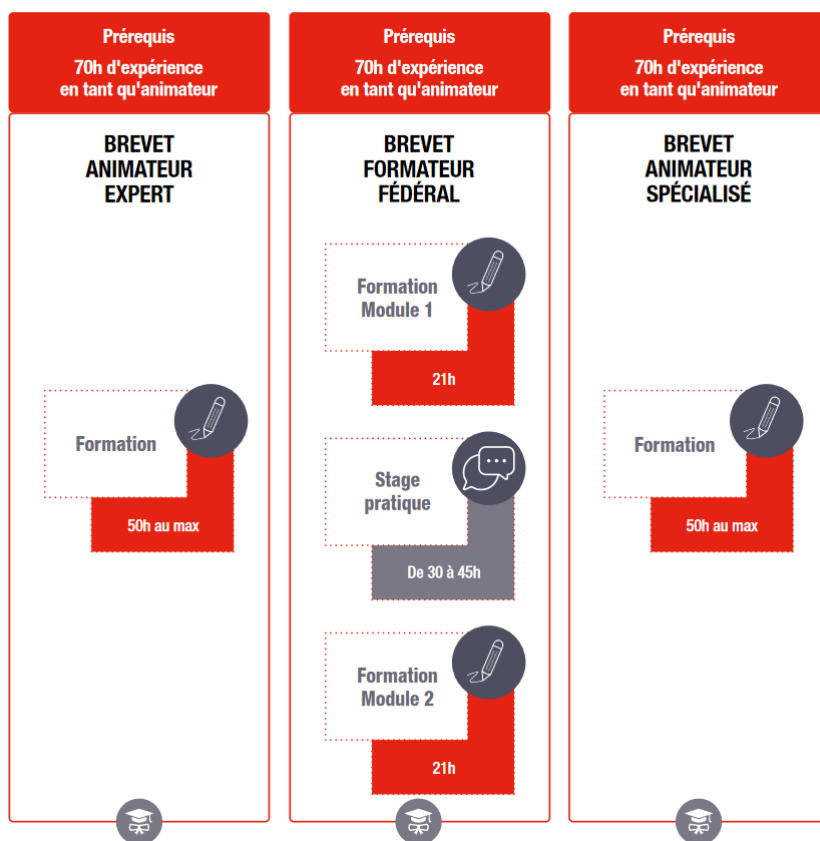 Prérequis
70h d'expérience
en tant qu'animateur
BREVET
ANIMATEUR
EXPERT
Formation
50h au max
Prérequis
70h d'expérience
en tant qu'animateur
BREVET
FORMATEUR
FÉDÉRAL
Formation
Module 1
21h
Stage
pratique
De 30 à 45h
Formation
Module 2
21h
Prérequis
70h d'expérience
en tant qu'animateur
BREVET
ANIMATEUR
SPÉCIALISÉ
Formation
50h au max